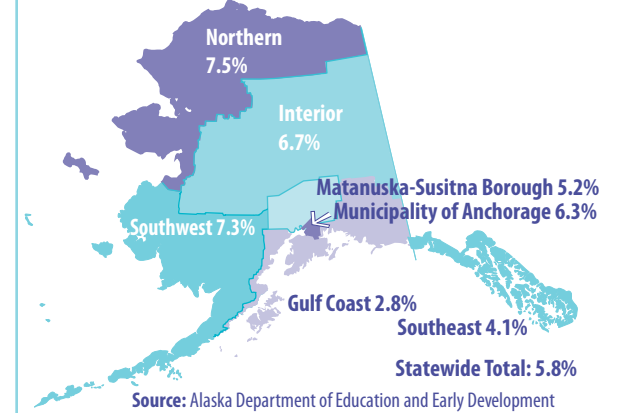 Northern
7.5%
Interior
6.7%
Matanuska-Susitna Borough 5.2%
Municipality of Anchorage 6.3%
Southwest 7.3%
Gulf Coast 2.8%
Southeast 4.1%
Statewide Total: 5.8%
Source: Alaska Department of Education and Early Development